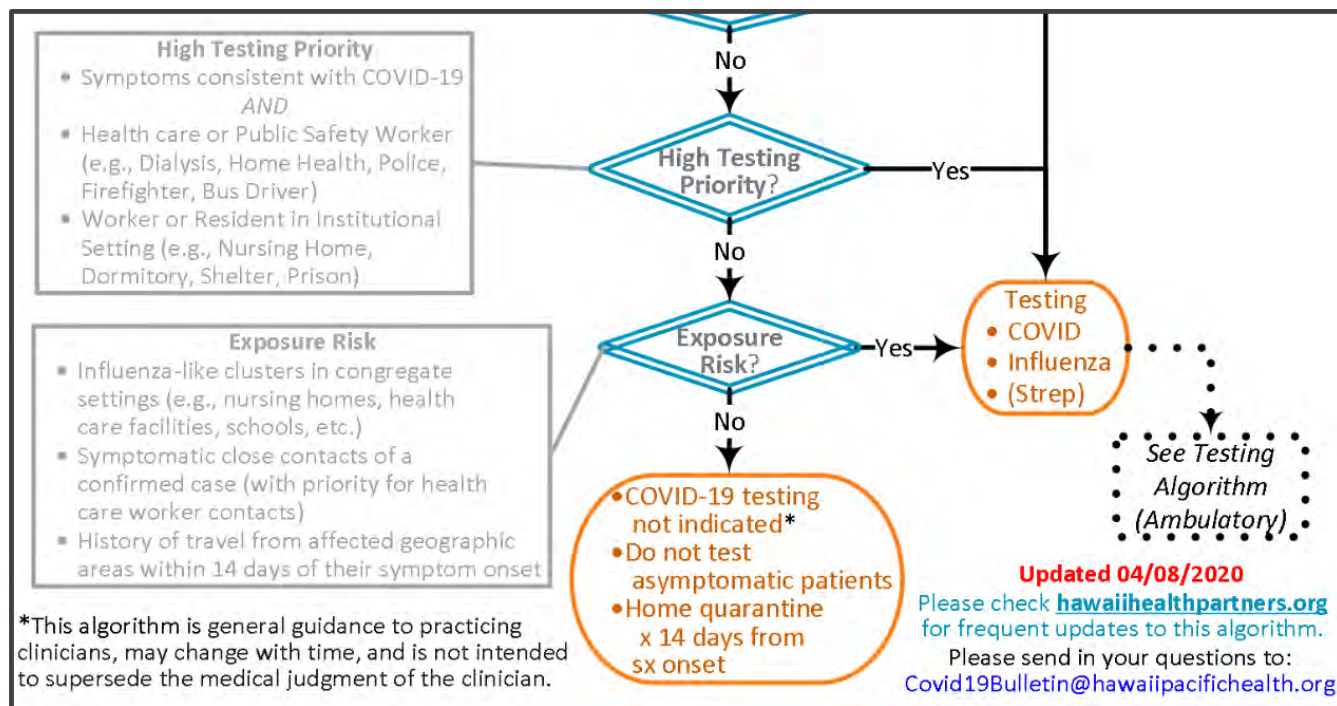 High Testing Priority
• Symptoms consistent with COVID-19
AND
• Health care or Public Safety Worker
(e.g., Dialysis, Home Health, Police,
Firefighter, Bus Driver)
• Worker or Resident in Institutional
Setting (e.g., Nursing Home,
Dormitory, Shelter, Prison)
No
High Testing
Priority?
Yes
No
Exposure Risk
▪ Influenza-like clusters in congregate
settings (e.g., nursing homes, health
care facilities, schools, etc.)
▪ Symptomatic close contacts of a
confirmed case (with priority for health
care worker contacts)
▪ History of travel from affected geographic
areas within 14 days of their symptom onset
Exposure
Risk?
Yes
Testing
• COVID
• Influenza
• (Strep)
No
See Testing
Algorithm
(Ambulatory)
•COVID-19 testing
not indicated*
•Do not test
asymptomatic patients
•Home quarantine
x 14 days from
sx onset
*This algorithm is general guidance to practicing
clinicians, may change with time, and is not intended
to supersede the medical judgment of the clinician.
Updated 04/08/2020
Please check hawaiihealthpartners.org
for frequent updates to this algorithm.
Please send in your questions to:
Covid19Bulletin@hawaiipacifichealth.org